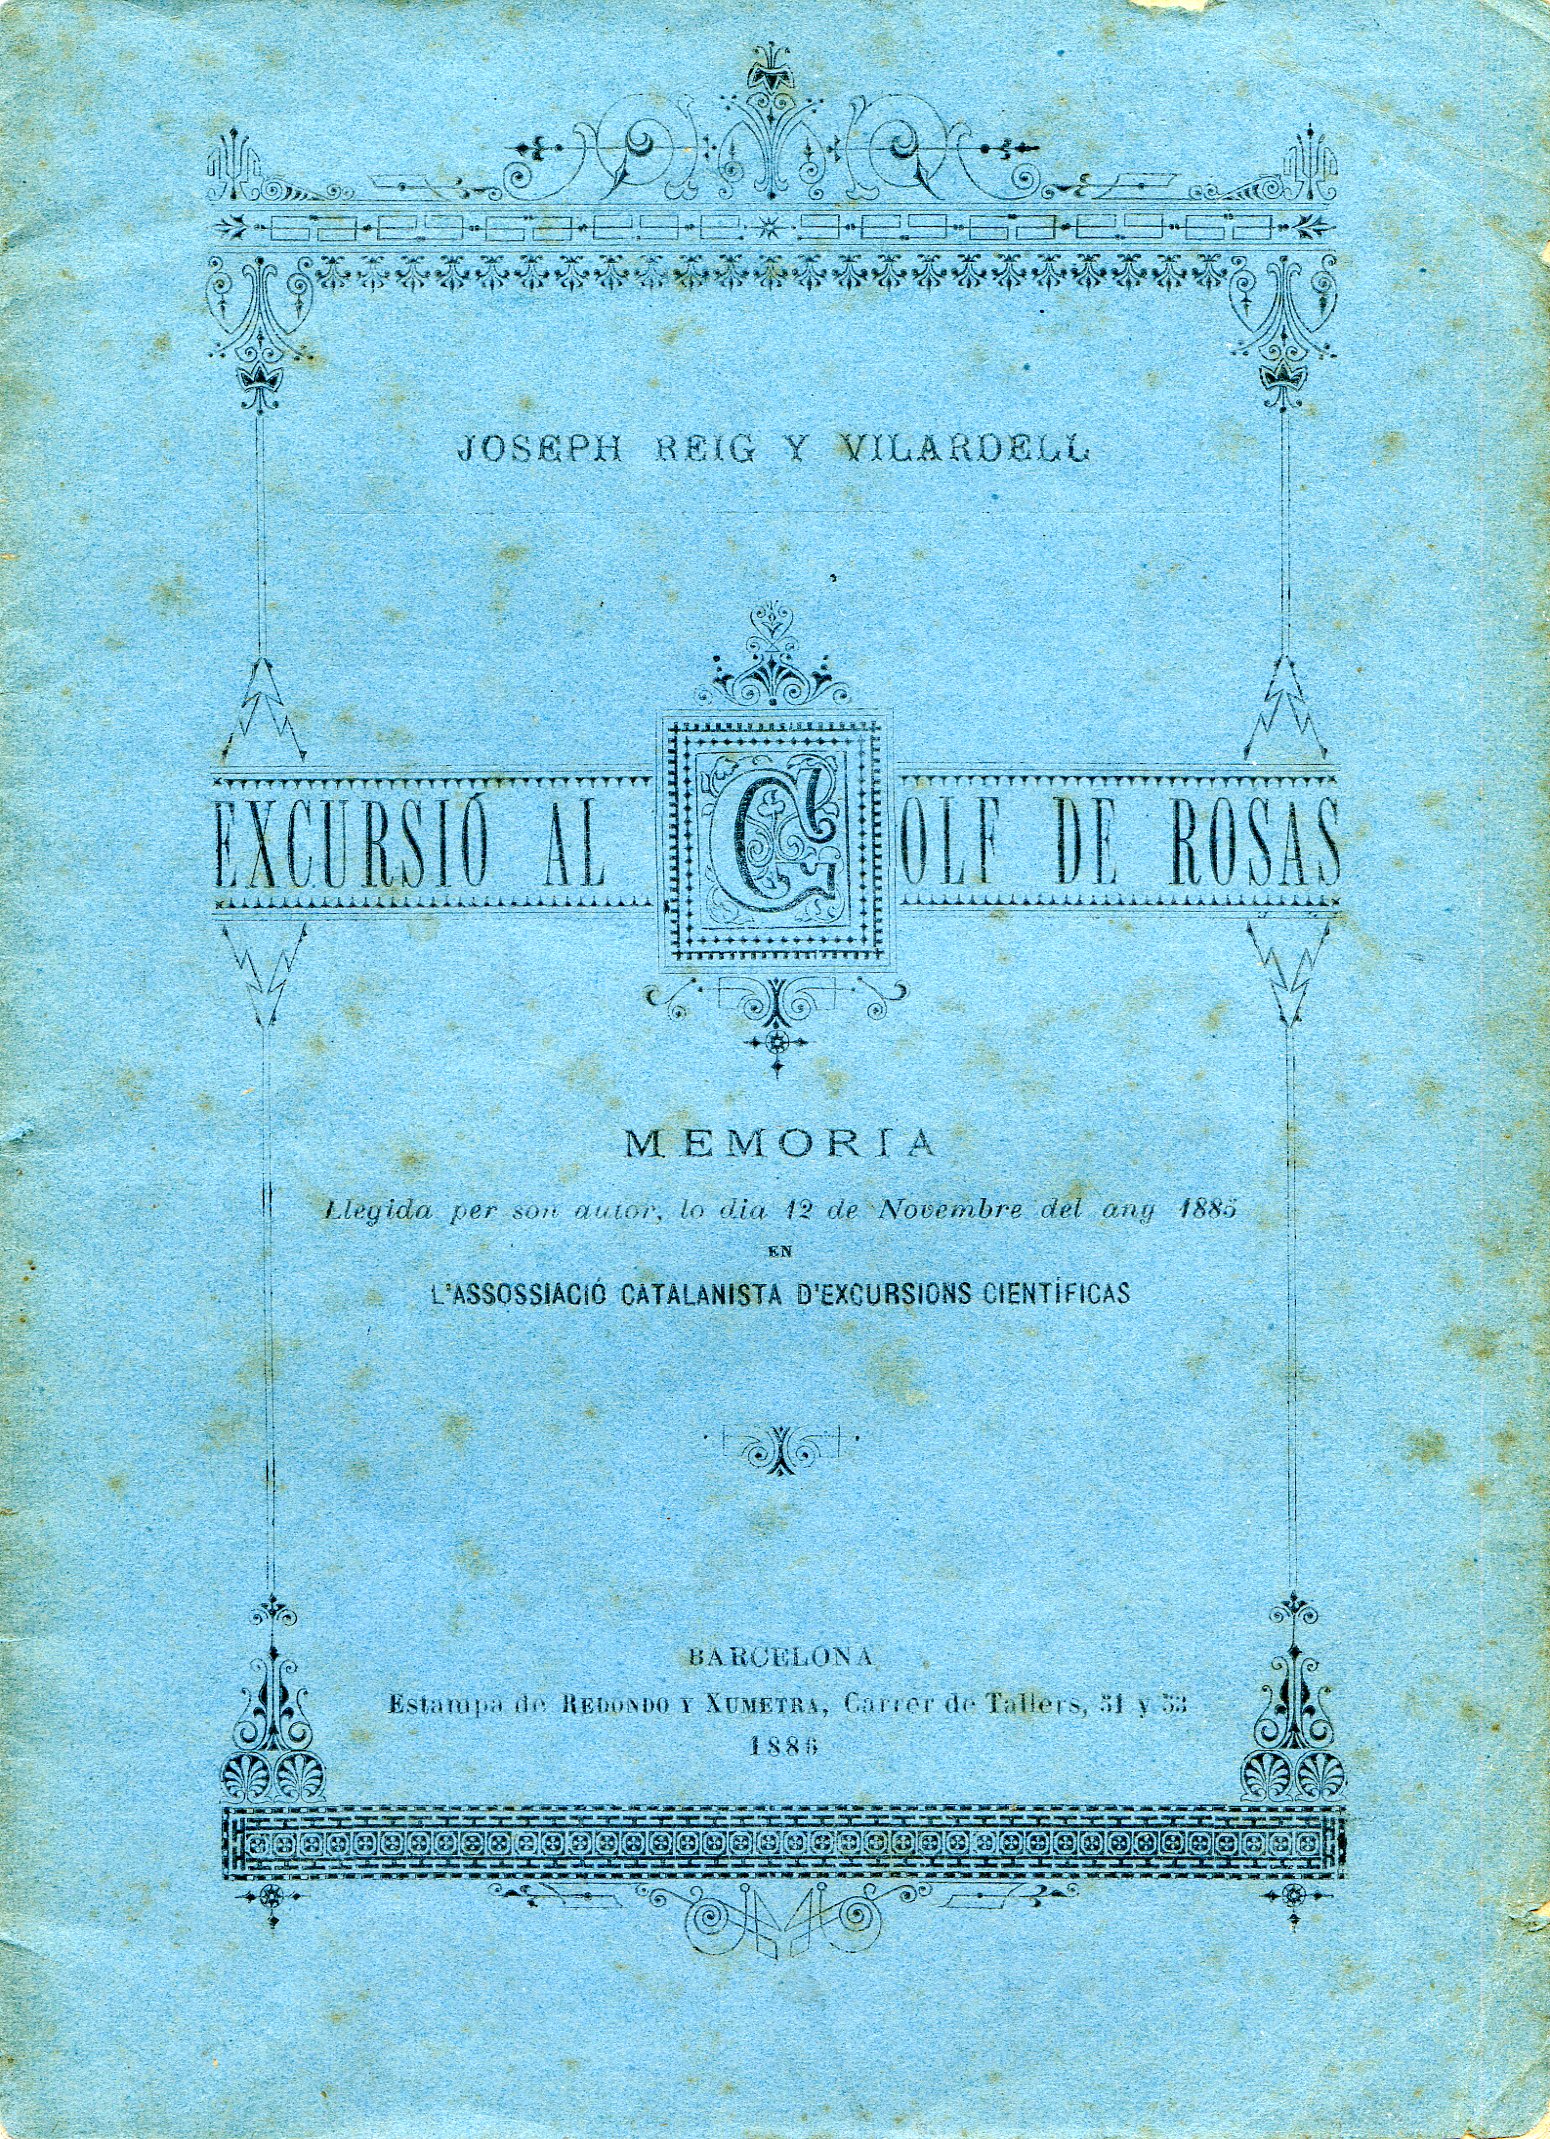 JOSEPH REIG Y VILARDELL
EXCURSIÓ AL GOLF DE ROSAS
MEMORIA
Llegida per son autor, lo dia 12 de Novembre del any 1885
EN
L'ASSOSSIACIÓ CATALANISTA D'EXCURSIONS CIENTÍFICAS
BARCELONA
Estampa de REDONDO Y XUMETRA, Carrer de Tallers, 51 y 53
1886